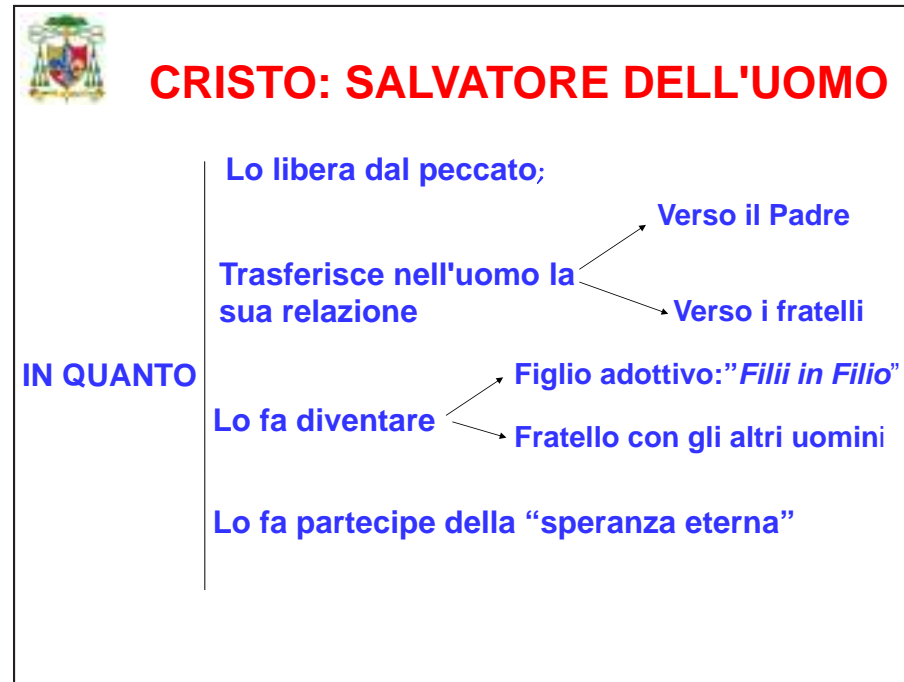 CRISTO: SALVATORE DELL'UOMO
Lo libera dal peccato;
Verso il Padre
Trasferisce nell'uomo la
sua relazione
Verso i fratelli
IN QUANTO
Figlio adottivo:”Filii in Filio”
Lo fa diventare
Fratello con gli altri uomini
Lo fa partecipe della “speranza eterna”